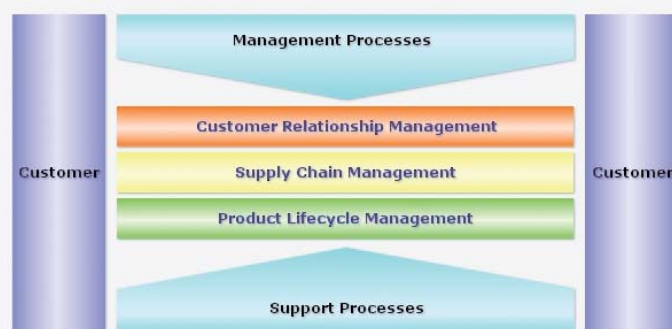 Management Processes
Customer Relationship Management
Customer
Supply Chain Management
Customer
Product Lifecycle Management
Support Processes